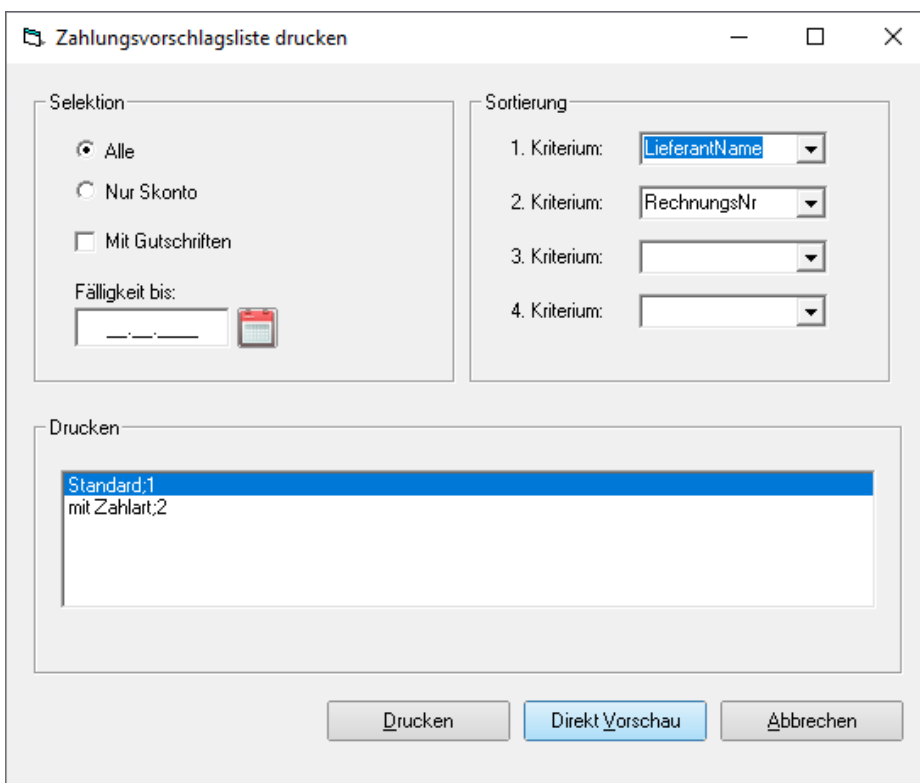 Zahlungsvorschlagsliste drucken
Selektion
Alle
Nur Skonto
Mit Gutschriften
Fälligkeit bis:
__.__.____
Sortierung
1. Kriterium: LieferantName
2. Kriterium: RechnungsNr
3. Kriterium:
4. Kriterium:
Drucken
Standard;1
mit Zahlart;2
Drucken Direkt Vorschau Abbrechen